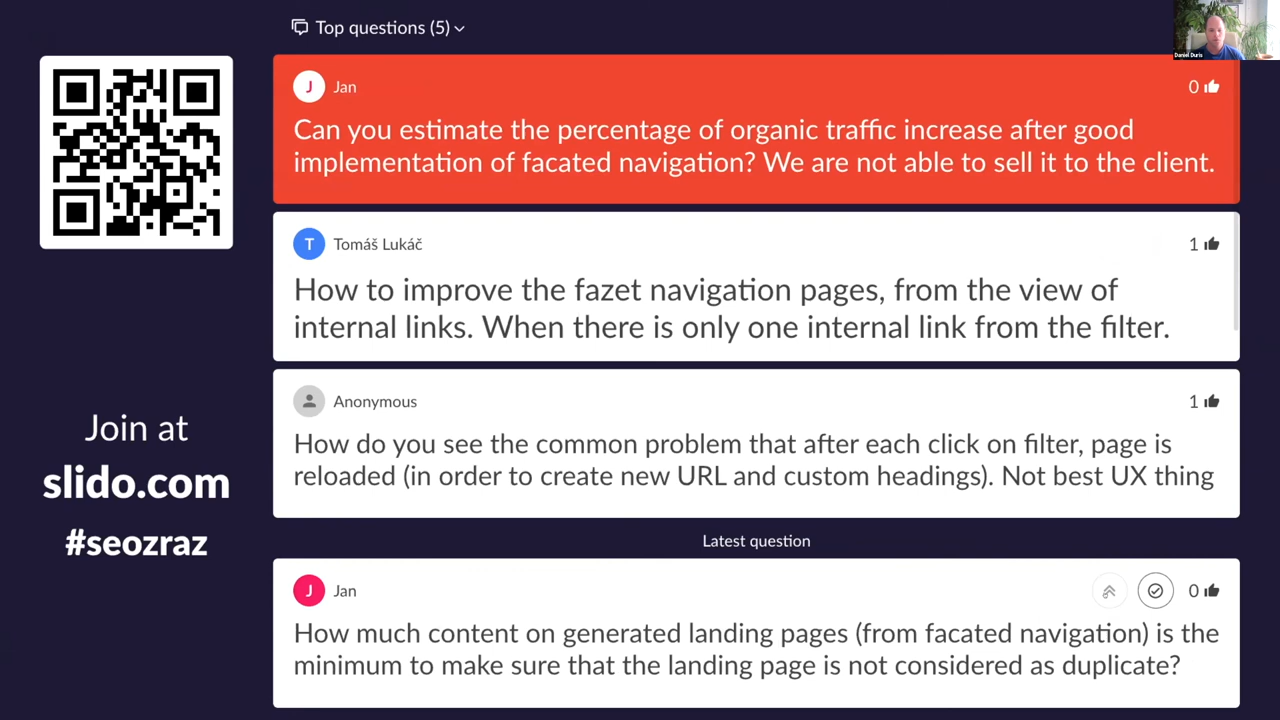 Top questions (5)
Daniel Duris
J Jan 0
Can you estimate the percentage of organic traffic increase after good
implementation of facated navigation? We are not able to sell it to the client.
T Tomáš Lukáč 1
How to improve the fazet navigation pages, from the view of
internal links. When there is only one internal link from the filter.
Anonymous 1
How do you see the common problem that after each click on filter, page is
reloaded (in order to create new URL and custom headings). Not best UX thing
Join at
slido.com
#seozraz
Latest question
J Jan 0
How much content on generated landing pages (from facated navigation) is the
minimum to make sure that the landing page is not considered as duplicate?